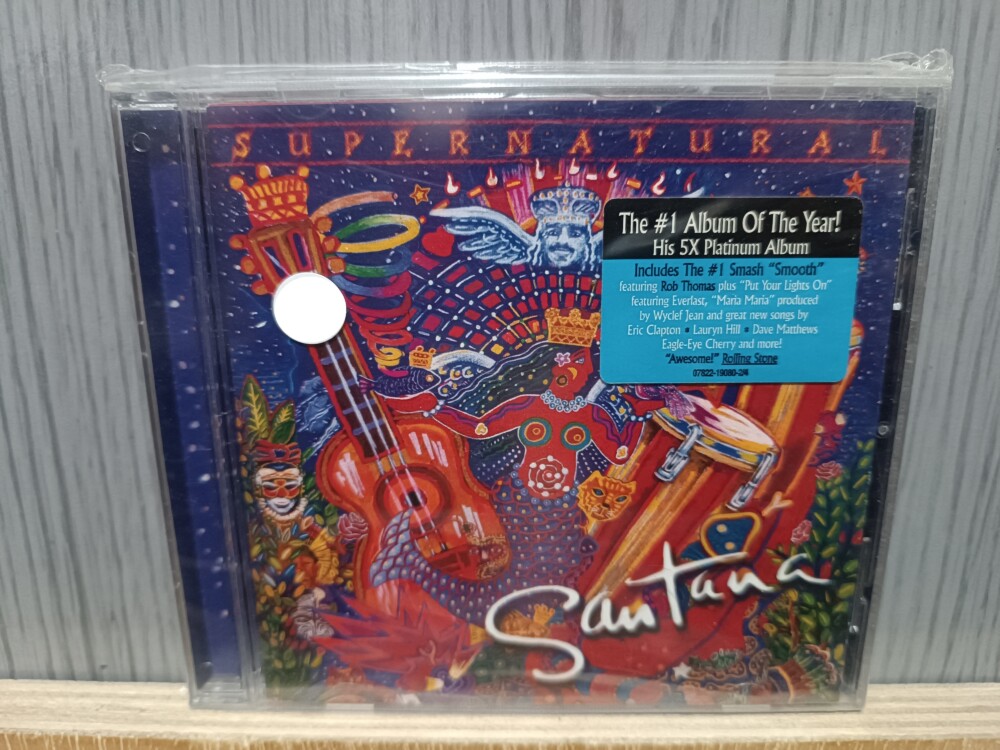 SUPERNATURAL
The #1 Album Of The Year!
His 5X Platinum Album
Includes The #1 Smash "Smooth"
featuring Rob Thomas plus "Put Your Lights On"
featuring Everlast, "Maria Maria" produced
by Wyclef Jean and great new songs by
Eric Clapton ▪ Lauryn Hill ▪ Dave Matthews
Eagle-Eye Cherry and more!
"Awesome!" Rolling Stone
07822-19080-2/4
Santana